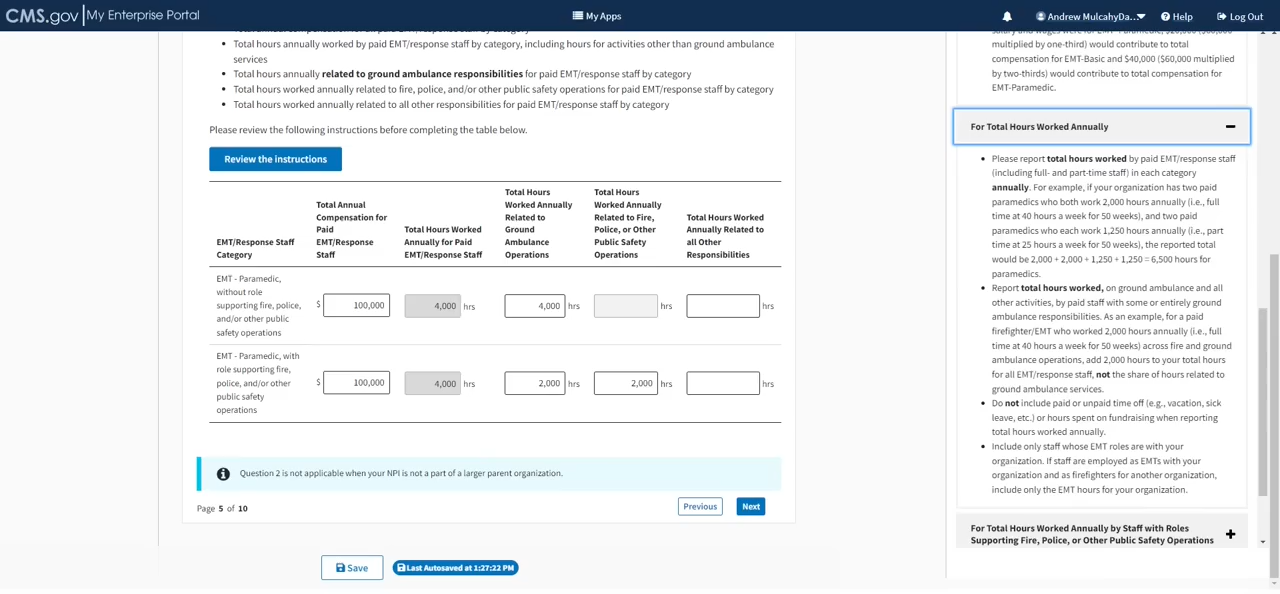 CMS.gov | My Enterprise Portal
My Apps
Andrew MulcahyDa...
Help
Log Out
Total hours annually worked by paid EMT/response staff by category, including hours for activities other than ground ambulance
services
Total hours annually related to ground ambulance responsibilities for paid EMT/response staff by category
Total hours worked annually related to fire, police, and/or other public safety operations for paid EMT/response staff by category
Total hours worked annually related to all other responsibilities for paid EMT/response staff by category
Please review the following instructions before completing the table below.
Review the instructions
EMT/Response Staff
Category
Total Annual
Compensation for
Paid
EMT/Response
Staff
Total Hours Worked
Annually for Paid
EMT/Response Staff
Total Hours
Worked Annually
Related to
Ground
Ambulance
Operations
Total Hours
Worked Annually
Related to Fire,
Police, or Other
Public Safety
Operations
Total Hours Worked
Annually Related to
all Other
Responsibilities
EMT - Paramedic,
without role
supporting fire, police,
and/or other public
safety operations
$ 100,000
4,000 hrs
4,000 hrs
hrs
hrs
EMT - Paramedic, with
role supporting fire,
police, and/or other
public safety
operations
$ 100,000
4,000 hrs
2,000 hrs
2,000 hrs
hrs
Question 2 is not applicable when your NPI is not a part of a larger parent organization.
Page 5 of 10
Previous
Next
Save
Last Autosaved at 1:27:22 PM
multiplied by one-third) would contribute to total
compensation for EMT-Basic and $40,000 ($60,000 multiplied
by two-thirds) would contribute to total compensation for
EMT-Paramedic.
For Total Hours Worked Annually
Please report total hours worked by paid EMT/response staff
(including full- and part-time staff) in each category
annually. For example, if your organization has two paid
paramedics who both work 2,000 hours annually (i.e., full
time at 40 hours a week for 50 weeks), and two paid
paramedics who each work 1,250 hours annually (i.e., part
time at 25 hours a week for 50 weeks), the reported total
would be 2,000 + 2,000 + 1,250 + 1,250 = 6,500 hours for
paramedics.
Report total hours worked, on ground ambulance and all
other activities, by paid staff with some or entirely ground
ambulance responsibilities. As an example, for a paid
firefighter/EMT who worked 2,000 hours annually (i.e., full
time at 40 hours a week for 50 weeks) across fire and ground
ambulance operations, add 2,000 hours to your total hours
for all EMT/response staff, not the share of hours related to
ground ambulance services.
Do not include paid or unpaid time off (e.g., vacation, sick
leave, etc.) or hours spent on fundraising when reporting
total hours worked annually.
Include only staff whose EMT roles are with your
organization. If staff are employed as EMTs with your
organization and as firefighters for another organization,
include only the EMT hours for your organization.
For Total Hours Worked Annually by Staff with Roles
Supporting Fire, Police, or Other Public Safety Operations